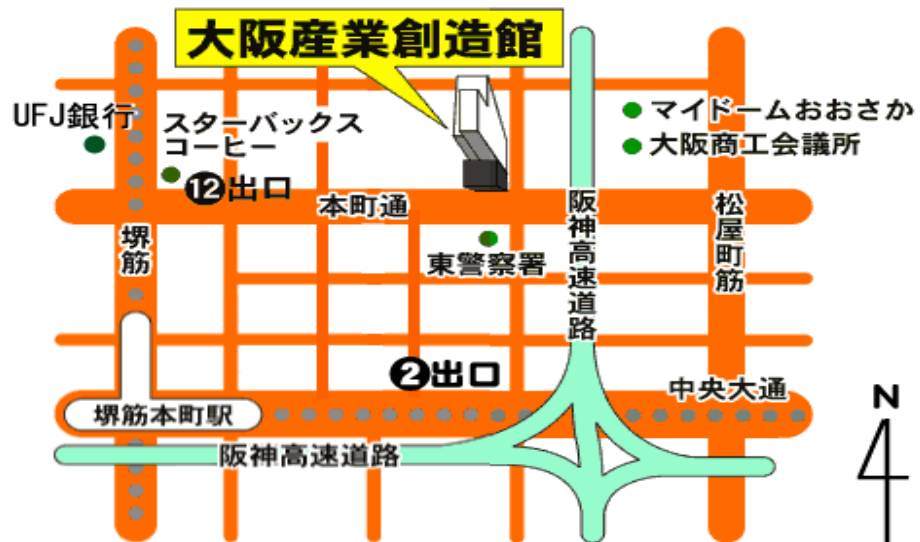 大阪産業創造館
UFJ銀行
スターバックス
コーヒー
⓬出口
マイドームおおさか
大阪商工会議所
本町通
堺筋
阪神高速道路
松屋町筋
東警察署
❷出口
中央大通
堺筋本町駅
阪神高速道路
N